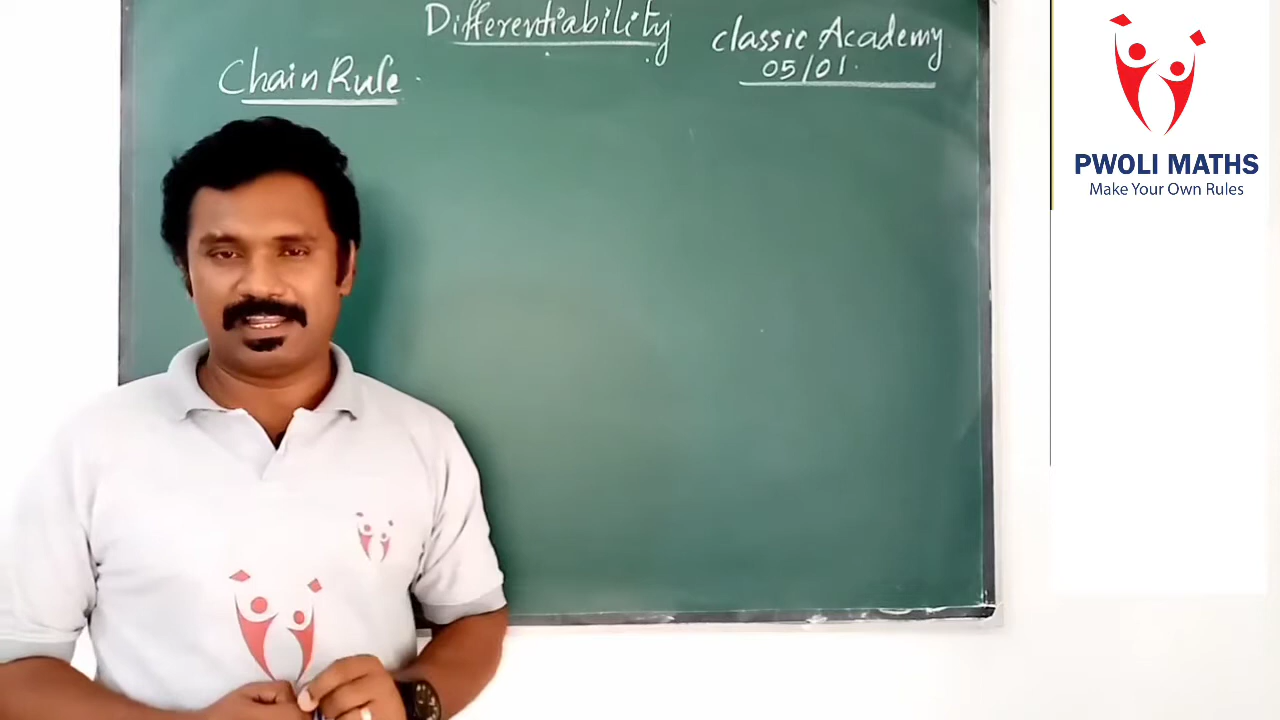 Differentiability
classic Academy
05/01.
Chain Rule
PWOLI MATHS
Make Your Own Rules